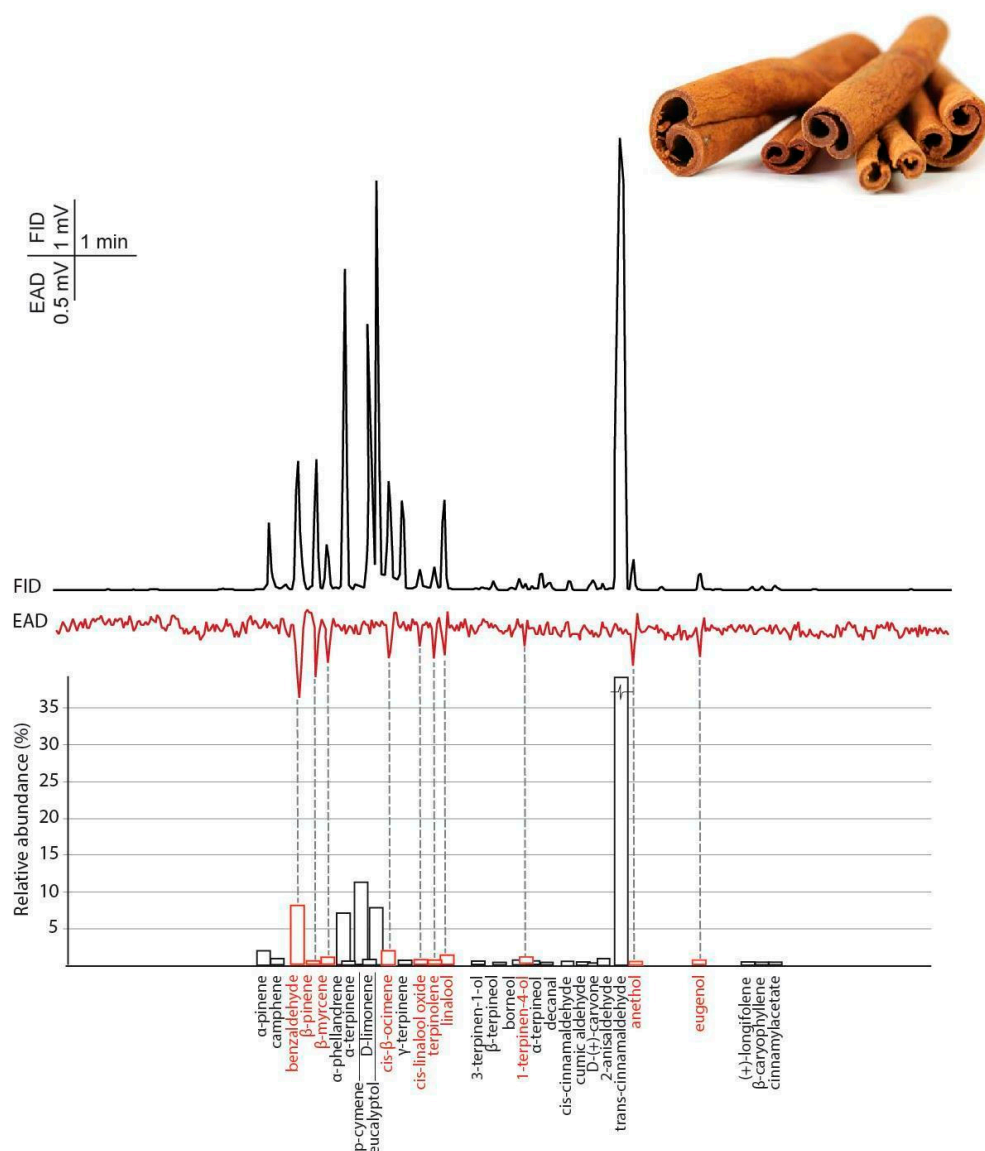 FID
1 mV
1 min
EAD
0.5 mV
FID
EAD
Relative abundance (%)
35
30
25
20
15
10
5
α-pinene
camphene
benzaldehyde
β-pinene
β-myrcene
α-phellandrene
α-terpinene
p-cymene
D-limonene
eucalyptol
cis-β-ocimene
γ-terpinene
cis-linalool oxide
terpinolene
linalool
3-terpinen-1-ol
β-terpineol
borneol
1-terpinen-4-ol
α-terpineol
decanal
cis-cinnamaldehyde
cumic aldehyde
D-(+)-carvone
2-anisaldehyde
trans-cinnamaldehyde
anethol
eugenol
(+)-longifolene
β-caryophyllene
cinnamylacetate